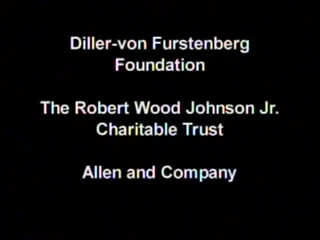 Diller-von Furstenberg
Foundation
The Robert Wood Johnson Jr.
Charitable Trust
Allen and Company